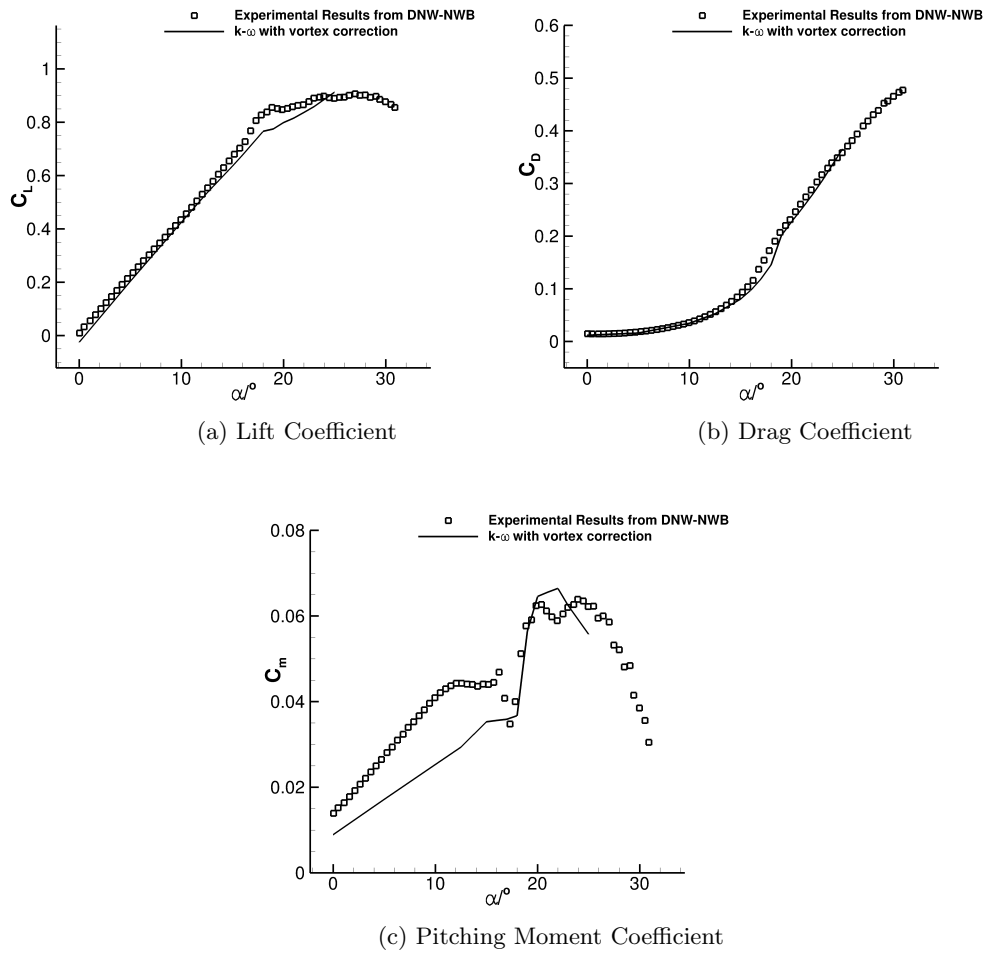 Experimental Results from DNW-NWB
k-ω with vortex correction
1
0.8
0.6
0.4
0.2
0
C_L
0 10 20 30
α/°
(a) Lift Coefficient
Experimental Results from DNW-NWB
k-ω with vortex correction
0.6
0.5
0.4
0.3
0.2
0.1
0
C_D
0 10 20 30
α/°
(b) Drag Coefficient
Experimental Results from DNW-NWB
k-ω with vortex correction
0.08
0.06
0.04
0.02
0
C_m
0 10 20 30
α/°
(c) Pitching Moment Coefficient